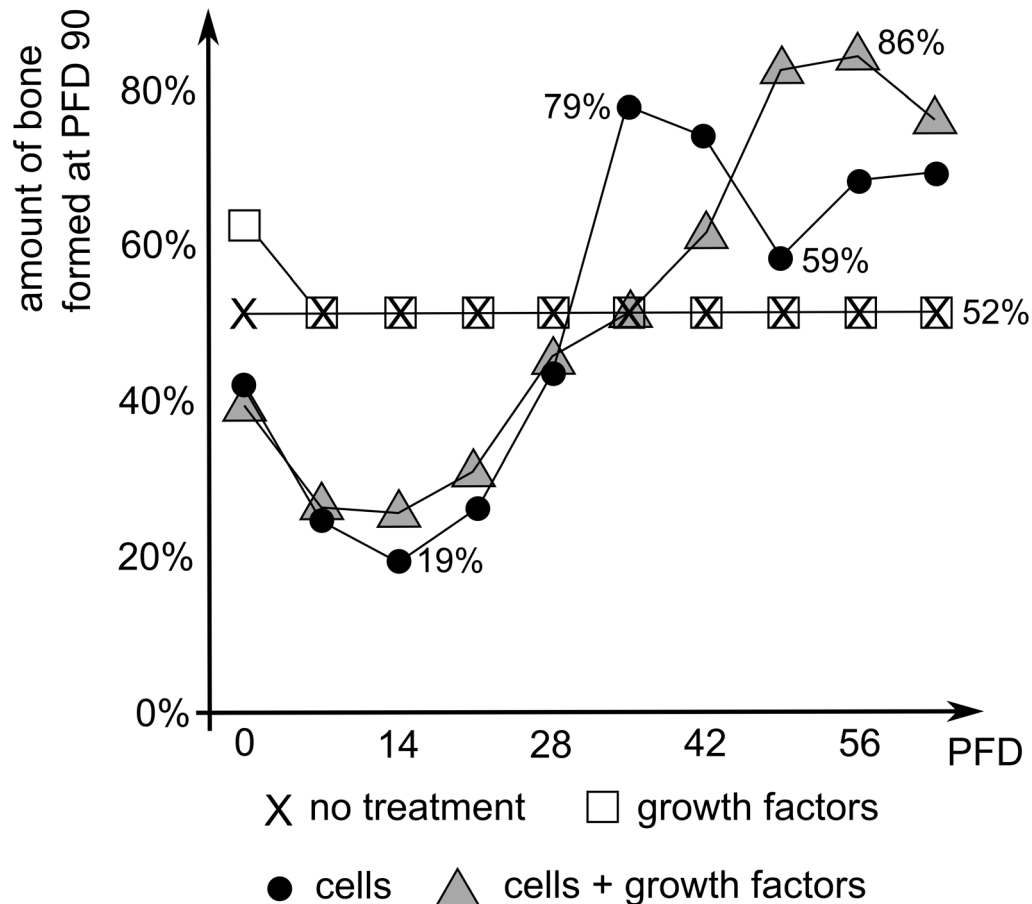 amount of bone
formed at PFD 90
80%
60%
40%
20%
0%
86%
79%
59%
52%
19%
0 14 28 42 56 PFD
X no treatment growth factors
cells cells + growth factors